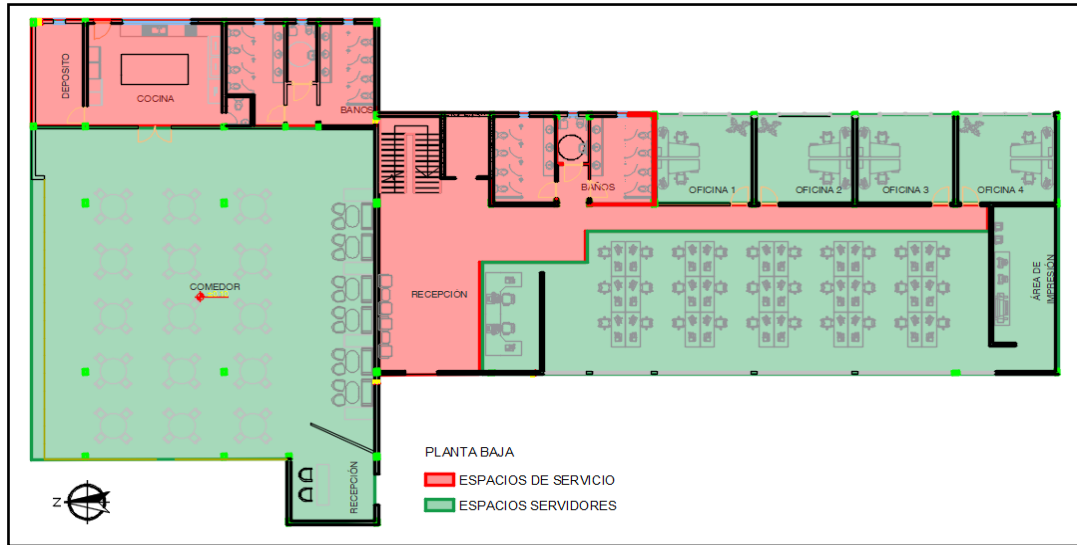 DEPOSITO
COCINA
BAÑOS
BAÑOS
OFICINA 1
OFICINA 2
OFICINA 3
OFICINA 4
COMEDOR
RECEPCIÓN
ÁREA DE
IMPRESIÓN
RECEPCIÓN
PLANTA BAJA
ESPACIOS DE SERVICIO
ESPACIOS SERVIDORES
Z